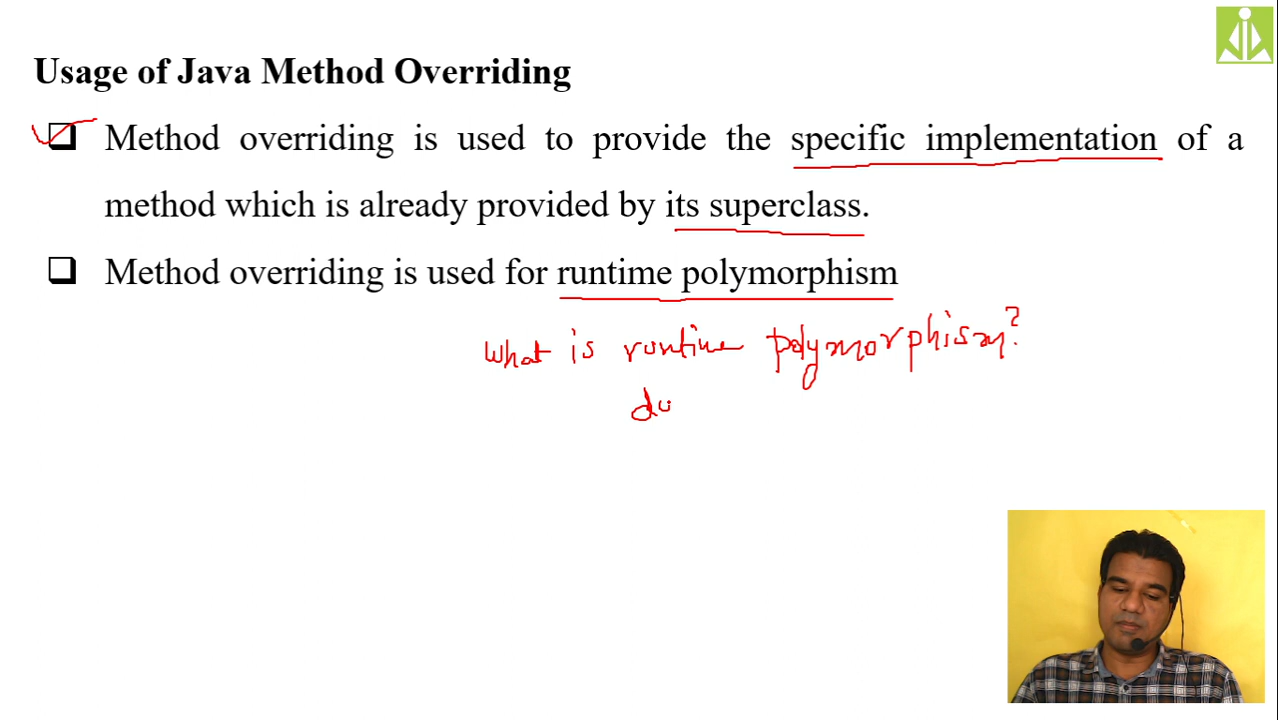 Usage of Java Method Overriding
❑ Method overriding is used to provide the specific implementation of a
method which is already provided by its superclass.
❑ Method overriding is used for runtime polymorphism
what is runtime polymorphism?